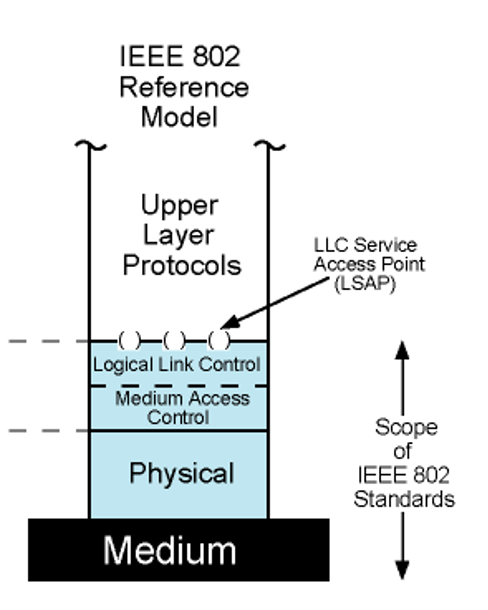 IEEE 802
Reference
Model
Upper
Layer
Protocols
LLC Service
Access Point
(LSAP)
( ) ( ) ( )
Logical Link Control
Medium Access
Control
Physical
Medium
Scope
of
IEEE 802
Standards